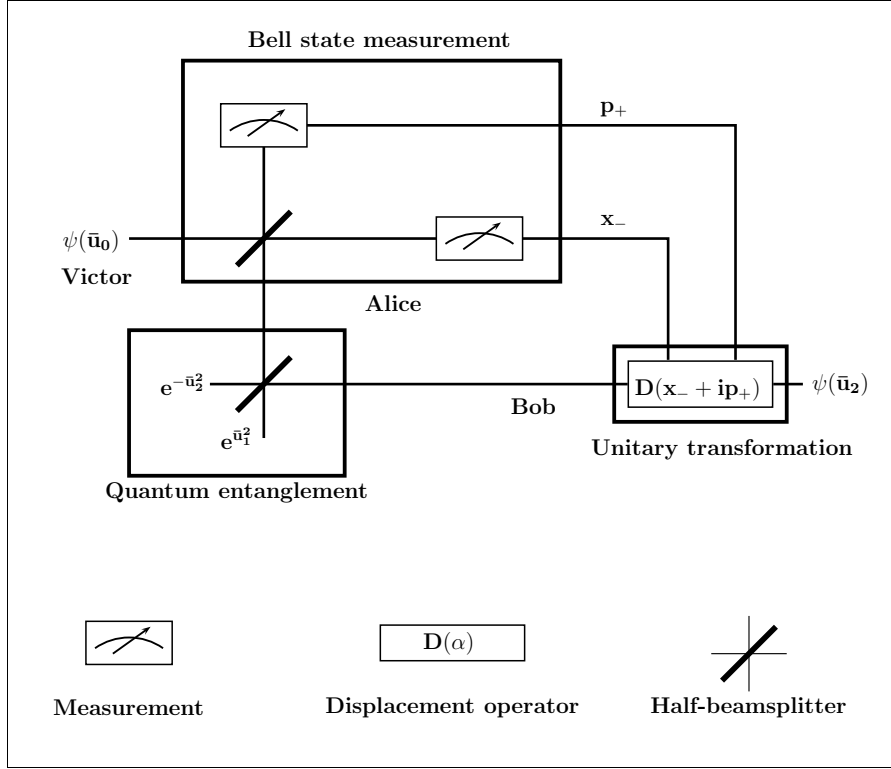 Bell state measurement
p₊
ψ(ū₀)
x₋
Victor
Alice
e^{-ū₂²}
D(x₋ + ip₊)
ψ(ū₂)
Bob
e^{ū₁²}
Unitary transformation
Quantum entanglement
D(α)
Measurement
Displacement operator
Half-beamsplitter